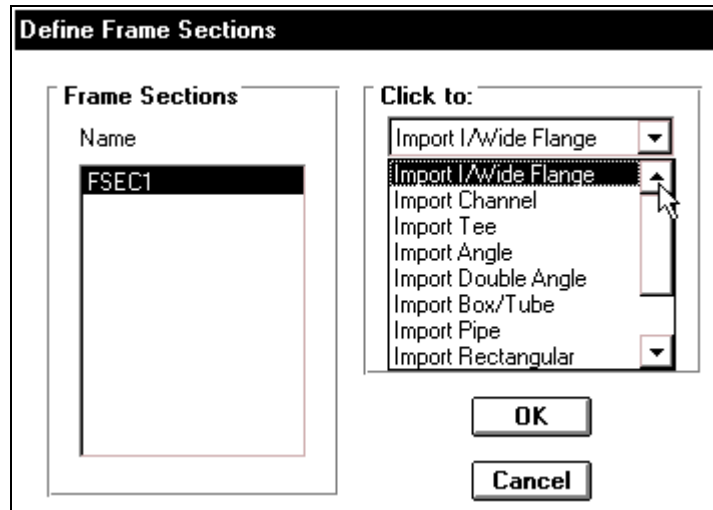 Define Frame Sections
Frame Sections
Name
FSEC1
Click to:
Import I/Wide Flange
Import I/Wide Flange
Import Channel
Import Tee
Import Angle
Import Double Angle
Import Box/Tube
Import Pipe
Import Rectangular
OK
Cancel